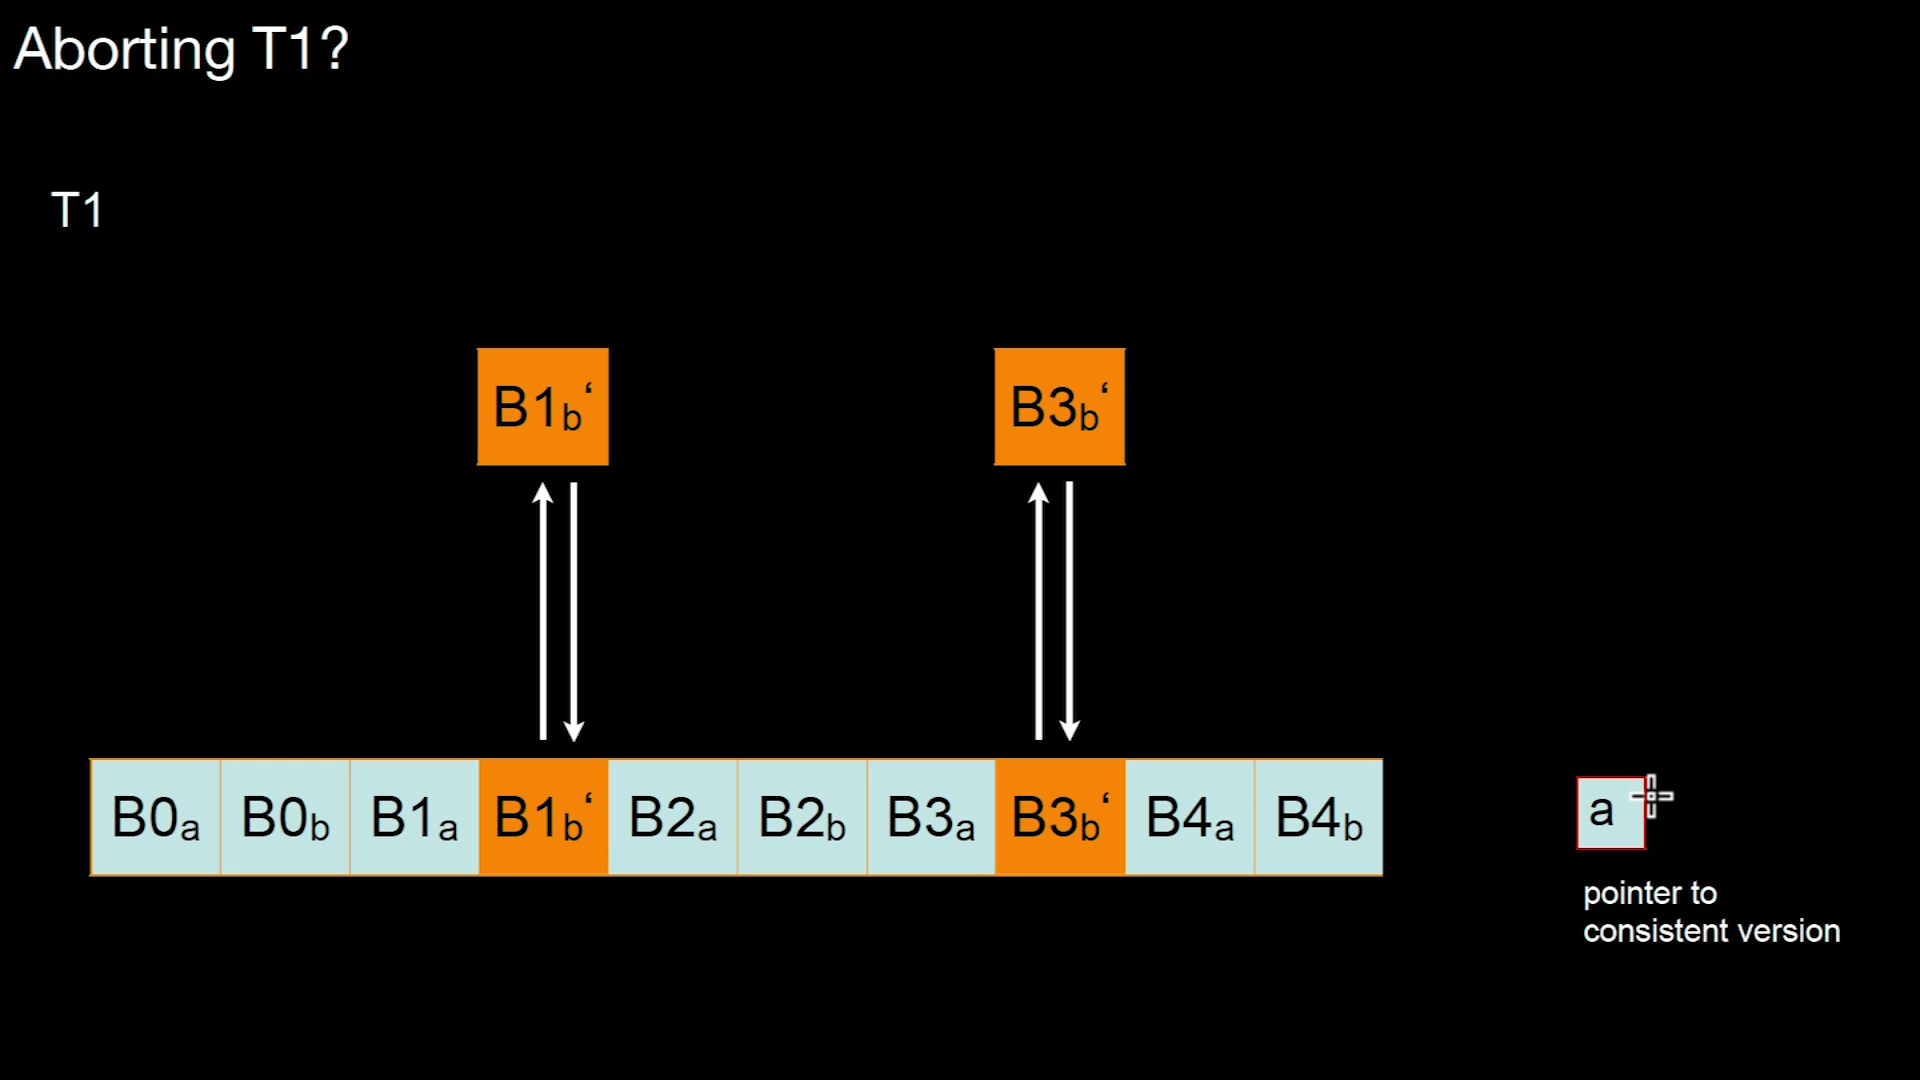 Aborting T1?
T1
B1b‘ B3b‘
B0a B0b B1a B1b‘ B2a B2b B3a B3b‘ B4a B4b
a
pointer to
consistent version